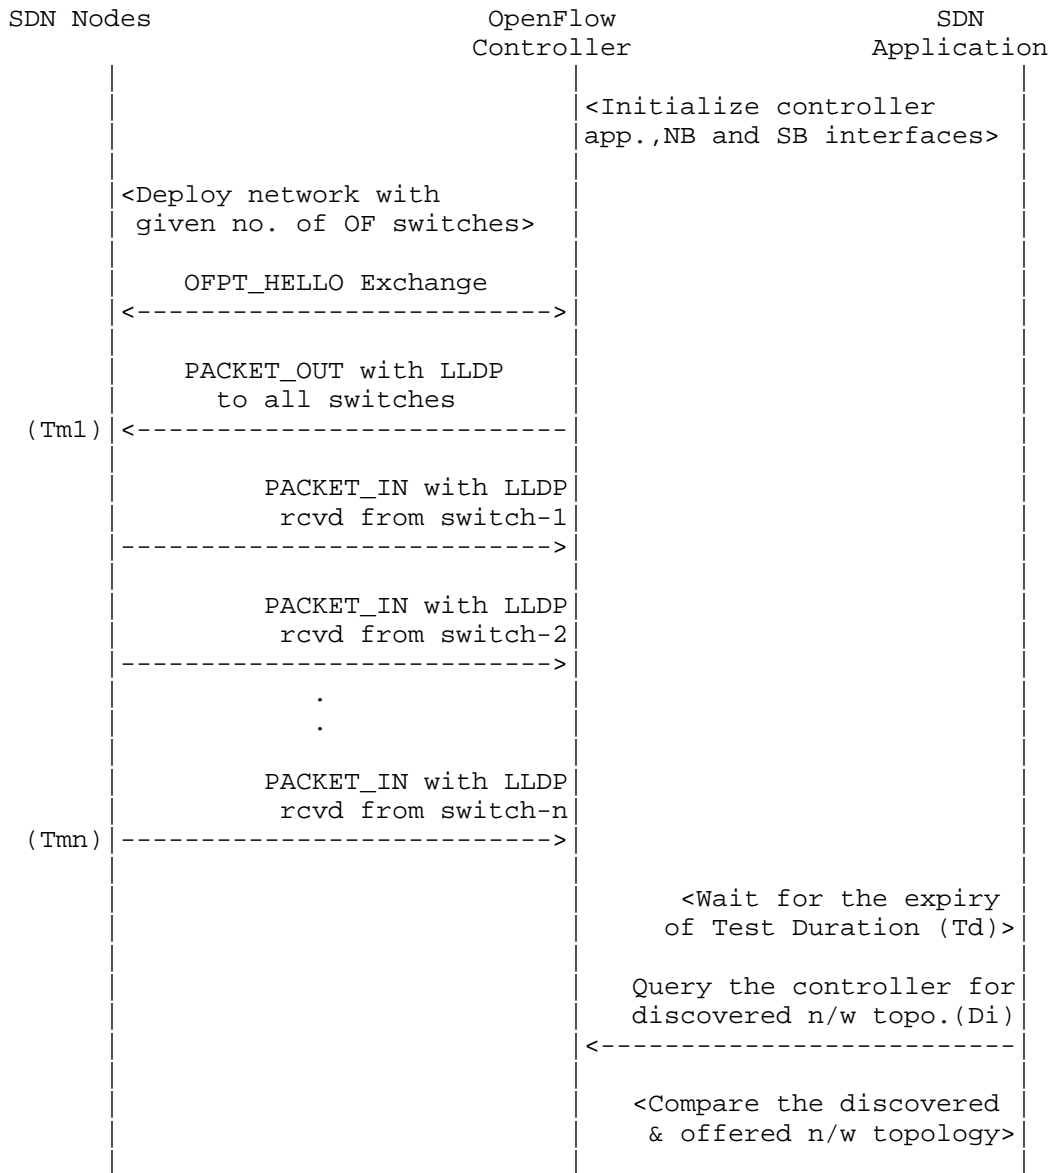 SDN Nodes OpenFlow SDN
Controller Application
<Initialize controller
app.,NB and SB interfaces>
<Deploy network with
given no. of OF switches>
OFPT_HELLO Exchange
<-------------------------->
PACKET_OUT with LLDP
to all switches
(Tm1)<---------------------------
PACKET_IN with LLDP
rcvd from switch-1
--------------------------->
PACKET_IN with LLDP
rcvd from switch-2
--------------------------->
.
.
PACKET_IN with LLDP
rcvd from switch-n
(Tmn)--------------------------->
<Wait for the expiry
of Test Duration (Td)>
Query the controller for
discovered n/w topo.(Di)
<--------------------------
<Compare the discovered
& offered n/w topology>